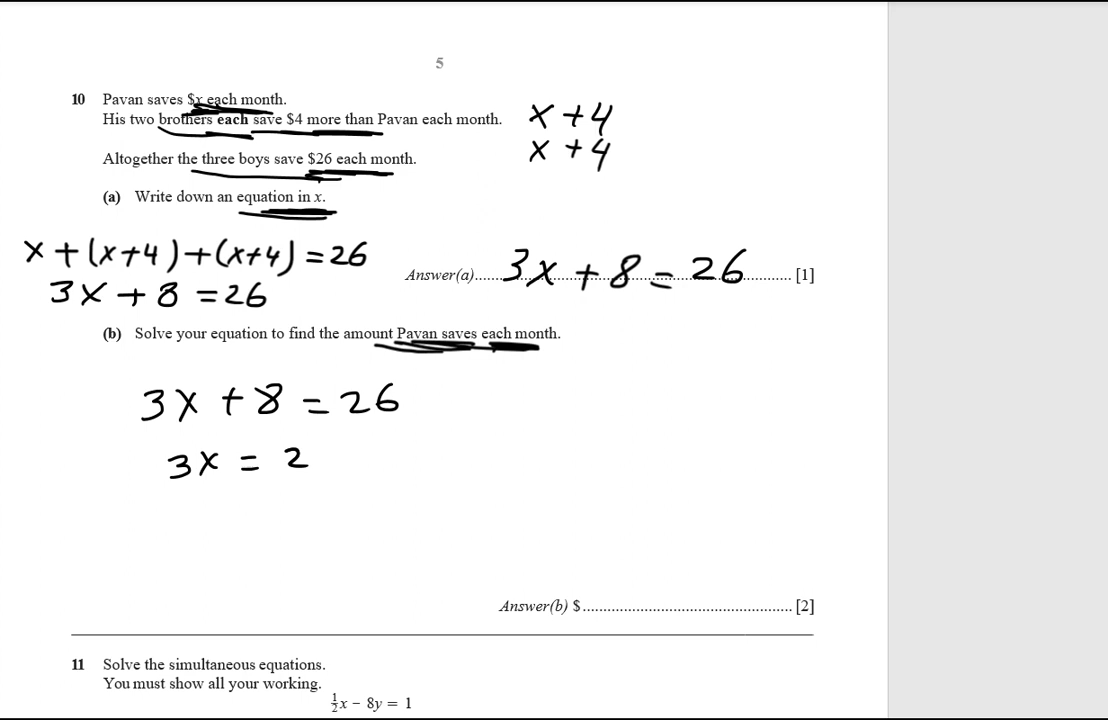 5
10 Pavan saves $x each month.
His two brothers each save $4 more than Pavan each month.
x + 4
x + 4
Altogether the three boys save $26 each month.
(a) Write down an equation in x.
x + (x+4) + (x+4) = 26
3x + 8 = 26
Answer(a) 3x + 8 = 26 [1]
(b) Solve your equation to find the amount Pavan saves each month.
3x + 8 = 26
3x = 2
Answer(b) $ [2]
11 Solve the simultaneous equations.
You must show all your working.
½x − 8y = 1